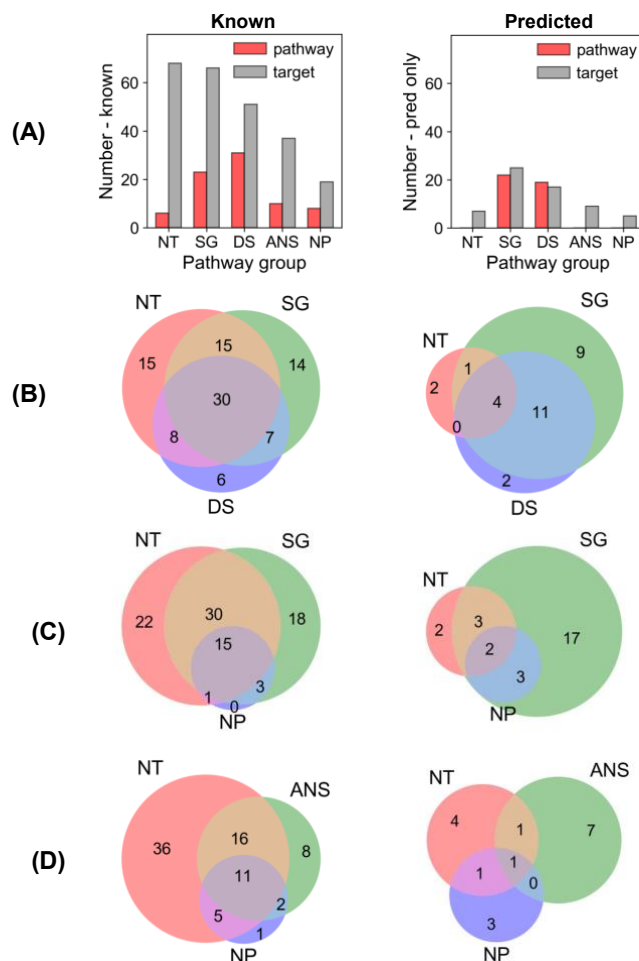 Known
Predicted
(A)
Number - known
60
40
20
0
pathway
target
NT SG DS ANS NP
Pathway group
Number - pred only
60
40
20
0
pathway
target
NT SG DS ANS NP
Pathway group
(B)
NT
SG
15
15
14
30
8
7
6
DS
SG
NT
9
1
2
4
11
0
2
DS
(C)
NT
SG
22
30
18
15
1
0
3
NP
SG
NT
2
3
17
2
3
NP
(D)
NT
ANS
36
16
8
11
5
2
1
NP
NT
ANS
4
1
7
1
1
0
3
NP